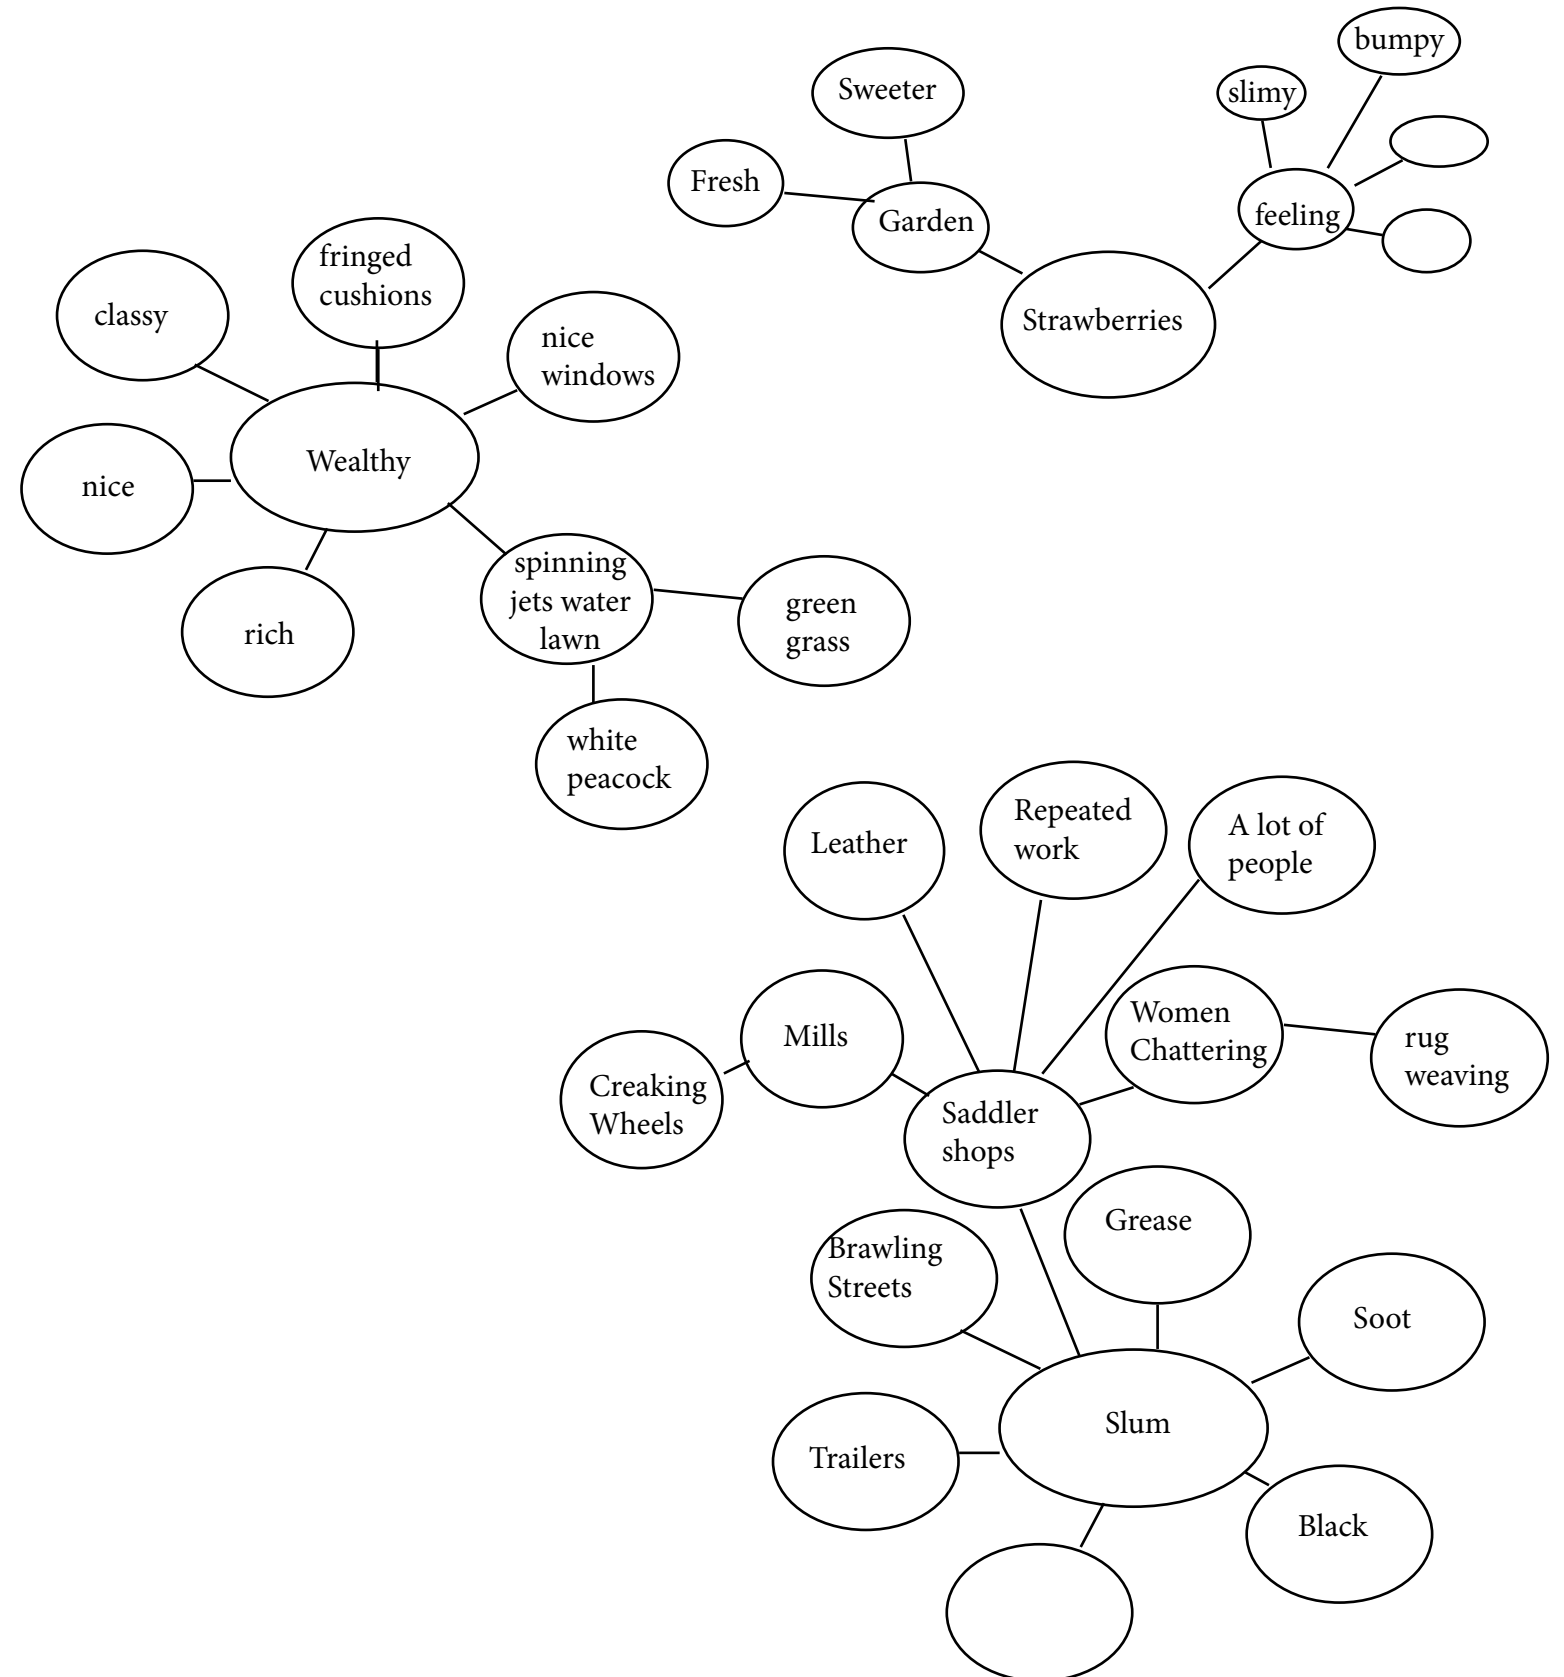 bumpy
slimy
Sweeter
Fresh
Garden
feeling
Strawberries
fringed
cushions
classy
nice
windows
Wealthy
nice
rich
spinning
jets water
lawn
green
grass
white
peacock
Leather
Repeated
work
A lot of
people
Mills
Women
Chattering
rug
weaving
Creaking
Wheels
Saddler
shops
Grease
Brawling
Streets
Soot
Slum
Trailers
Black